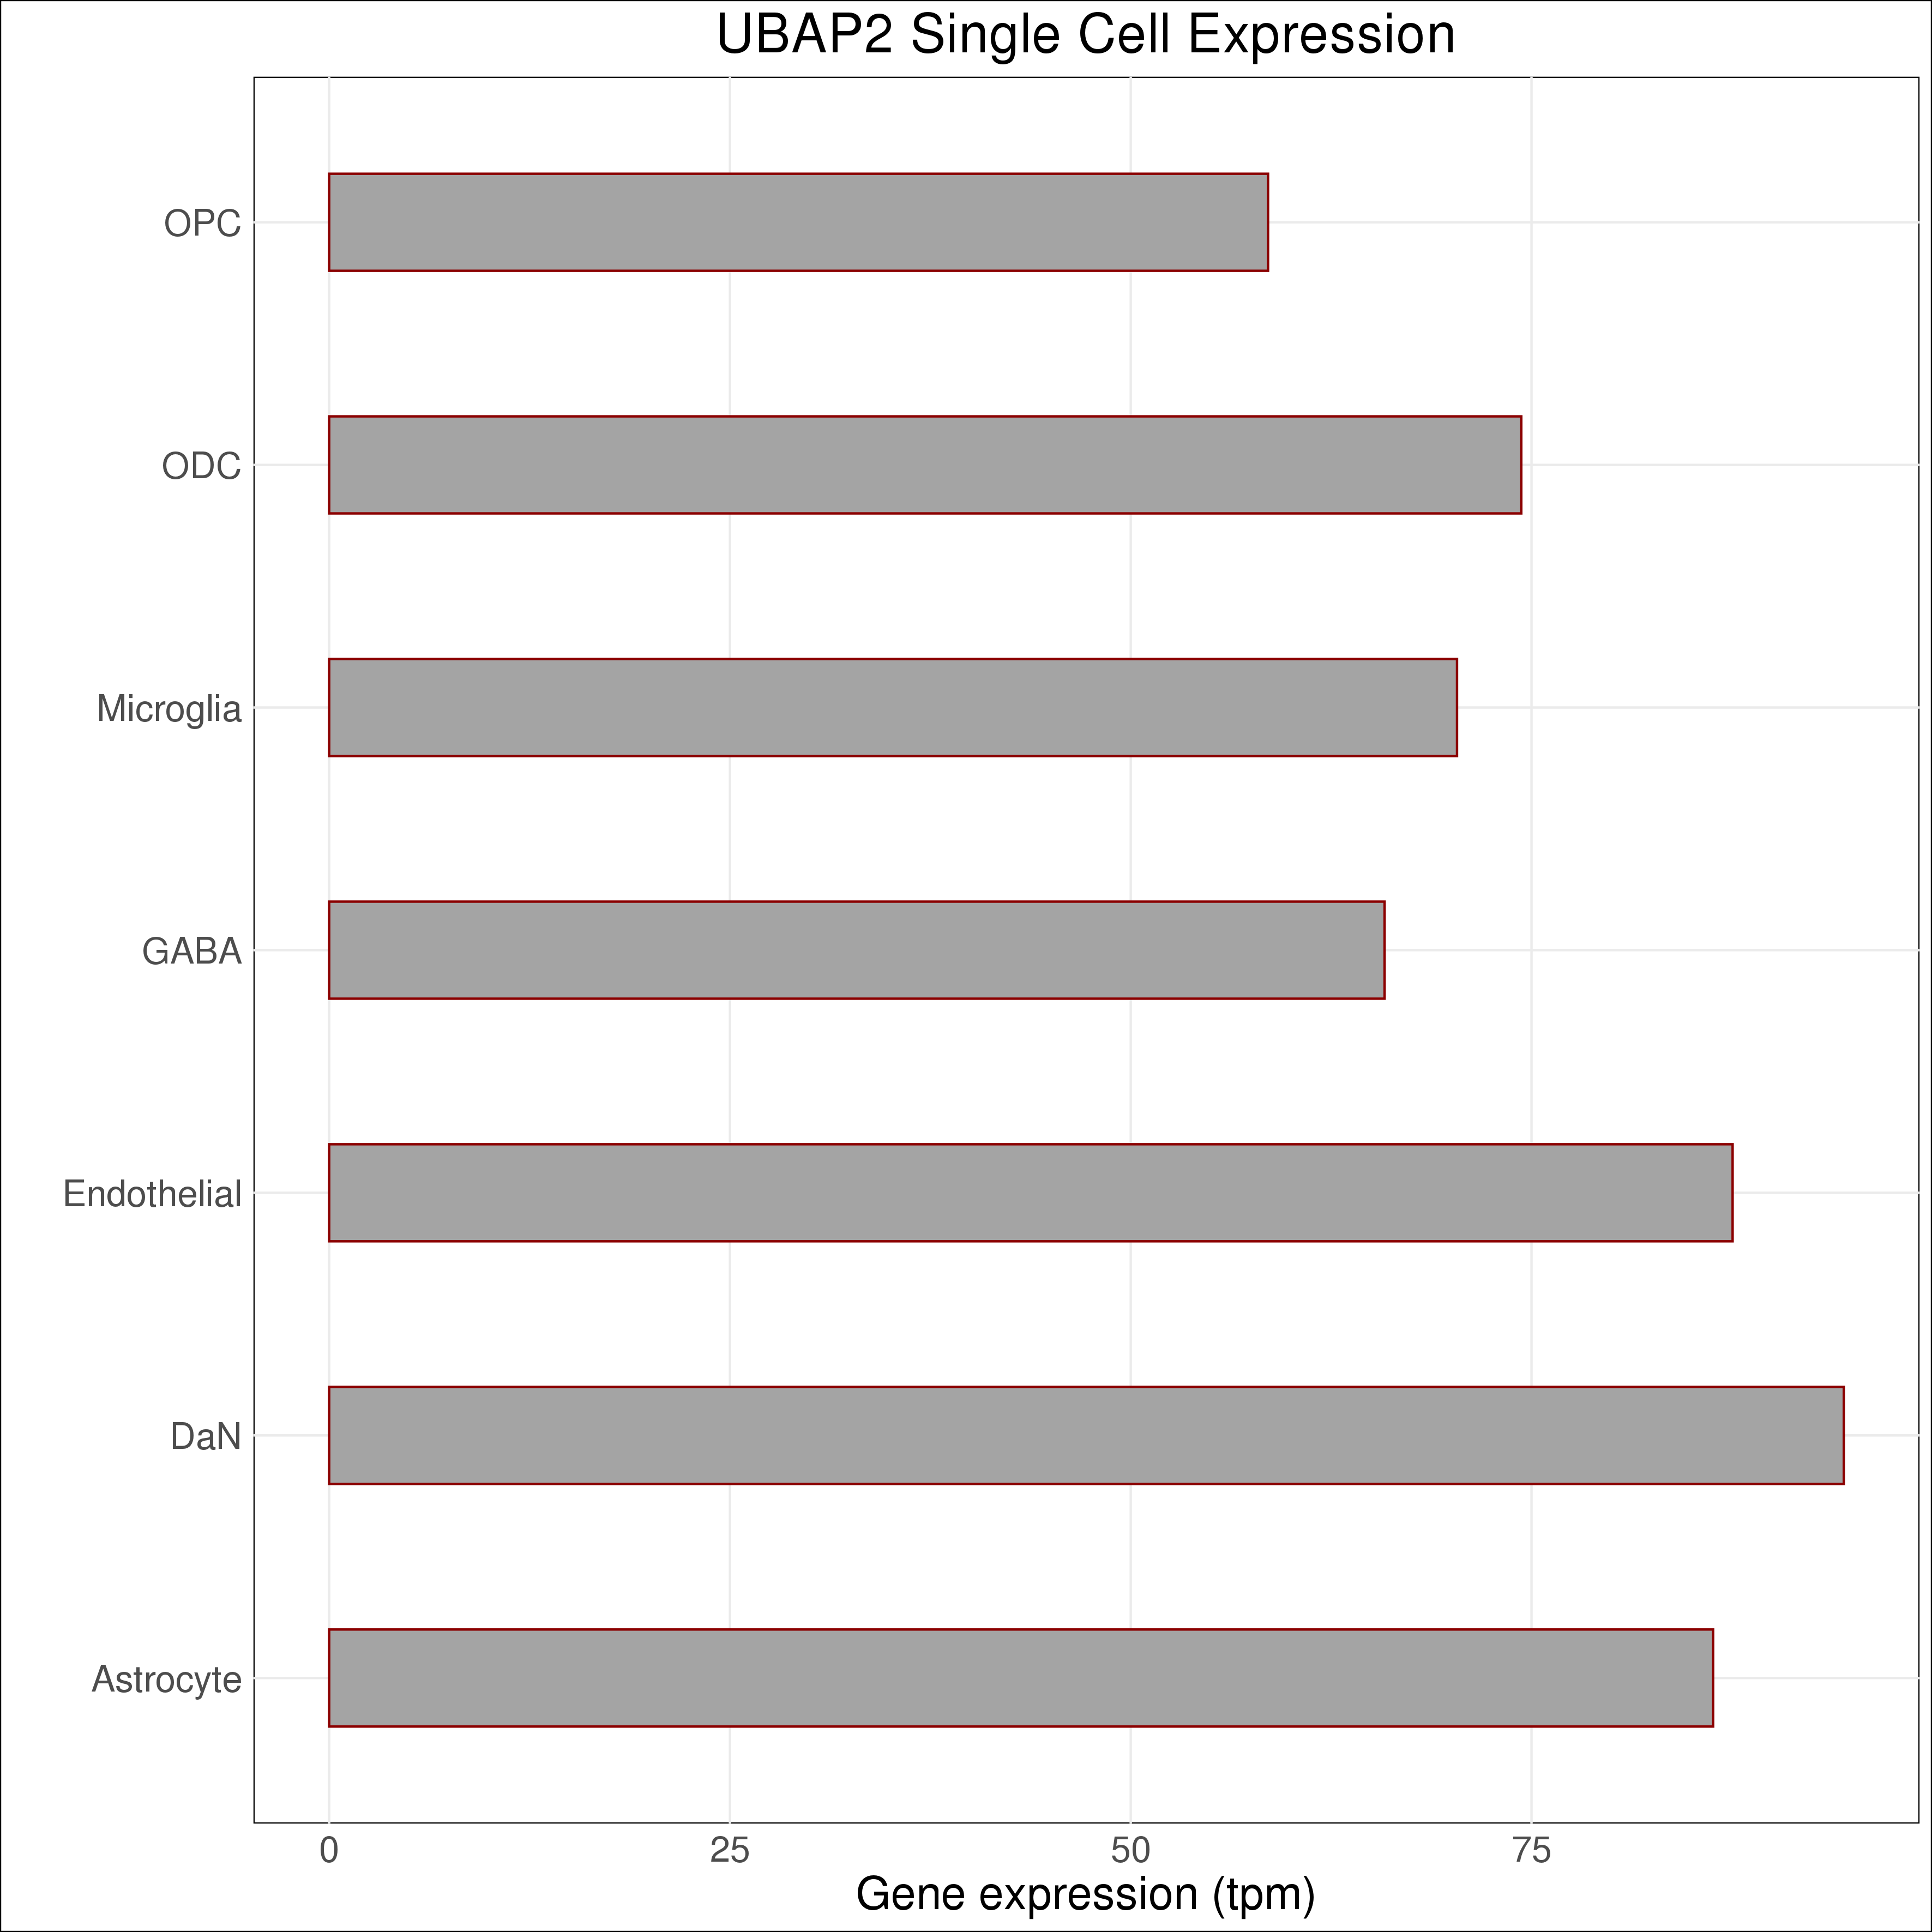 UBAP2 Single Cell Expression
OPC
ODC
Microglia
GABA
Endothelial
DaN
Astrocyte
0 25 50 75
Gene expression (tpm)